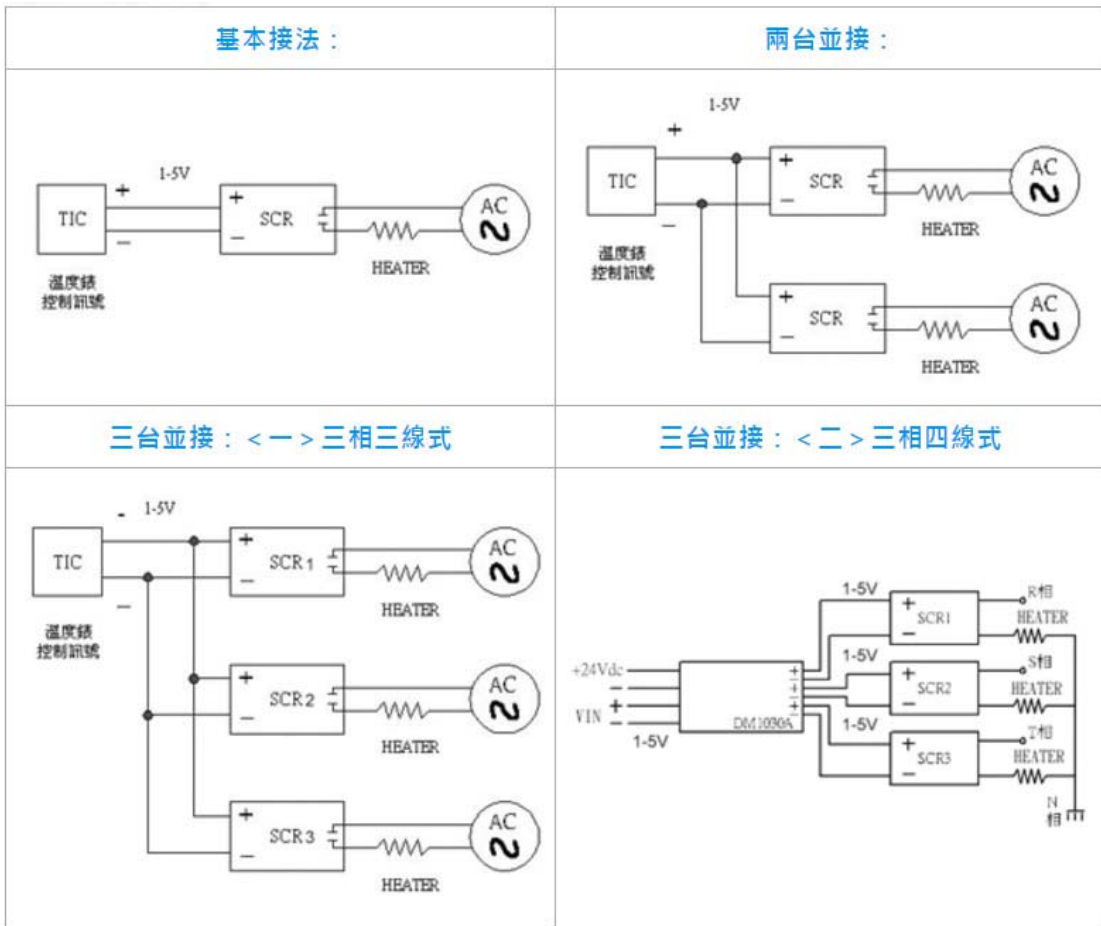 基本接法：
兩台並接：
1-5V
+
+
TIC
SCR
AC
−
−
HEATER
溫度錶
控制訊號
1-5V
+
+
TIC
SCR
AC
−
−
HEATER
溫度錶
控制訊號
+
SCR
AC
−
HEATER
三台並接：<一>三相三線式
三台並接：<二>三相四線式
- 1-5V
+
TIC
SCR1
AC
−
−
HEATER
溫度錶
控制訊號
+
SCR2
AC
−
HEATER
+
SCR3
AC
−
HEATER
1-5V
R相
+
SCR1
HEATER
−
1-5V
S相
+24Vdc
+
SCR2
HEATER
−
−
+
VIN −
DM1030A
1-5V
1-5V
T相
+
SCR3
HEATER
−
N
相